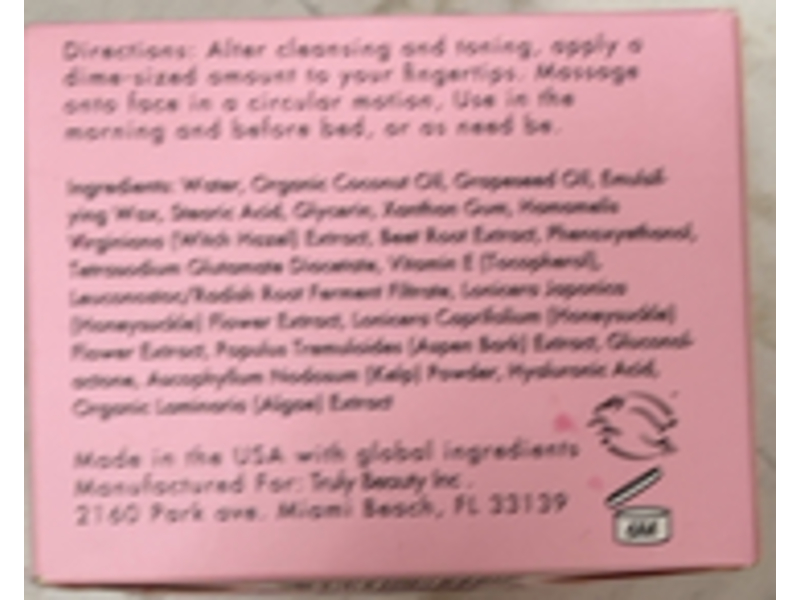 Directions: After cleansing and toning, apply a
dime-sized amount to your fingertips. Massage
onto face in a circular motion, Use in the
morning and before bed, or as need be.
Ingredients: Water, Organic Coconut Oil, Grapeseed Oil, Emulsif-
ying Wax, Stearic Acid, Glycerin, Xanthan Gum, Hamamelis
Virginiana (Witch Hazel) Extract, Beet Root Extract, Phenoxyethanol,
Tetrasodium Glutamate Diacetate, Vitamin E (Tocopherol),
Leuconostoc/Radish Root Ferment Filtrate, Lonicera Japonica
(Honeysuckle) Flower Extract, Lonicera Caprifolium (Honeysuckle)
Flower Extract, Populus Tremuloides (Aspen Bark) Extract, Gluconol-
actone, Ascophyllum Nodosum (Kelp) Powder, Hyaluronic Acid,
Organic Laminaria (Algae) Extract
Made in the USA with global ingredients
Manufactured For: Truly Beauty Inc.
2160 Park ave. Miami Beach, FL 33139